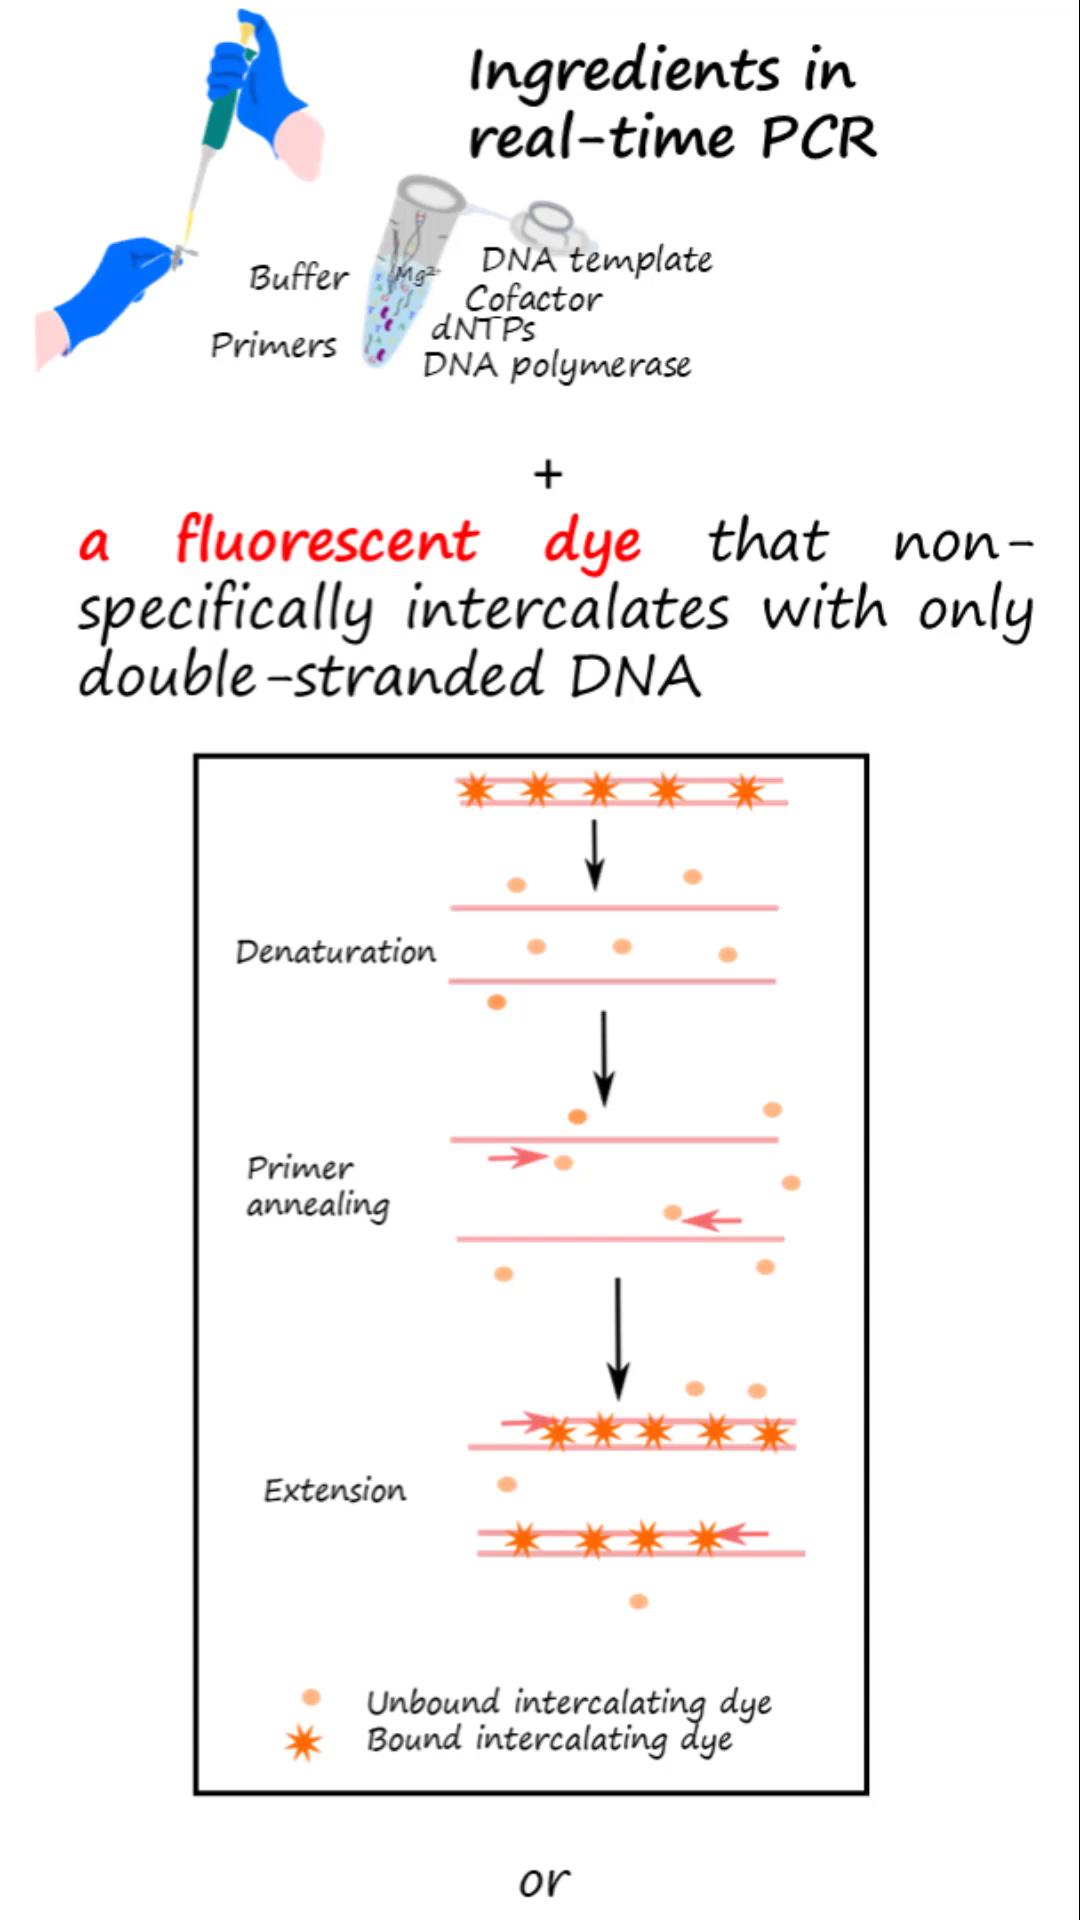 Ingredients in
real-time PCR
Buffer
Mg²⁻
DNA template
Cofactor
dNTPs
Primers
DNA polymerase
+
a fluorescent dye that non-
specifically intercalates with only
double-stranded DNA
Denaturation
Primer
annealing
Extension
Unbound intercalating dye
Bound intercalating dye
or